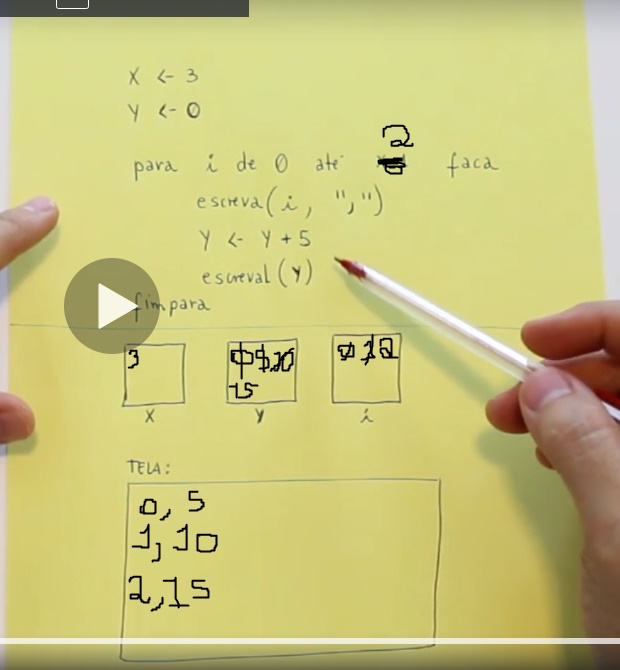 X <- 3
Y <- 0
para i de 0 até 2 faca
escreva(i, ",")
Y <- Y + 5
escreval (Y)
fimpara
3
0 5 10
15
0 1 2
X
Y
i
TELA:
0, 5
1, 10
2, 15